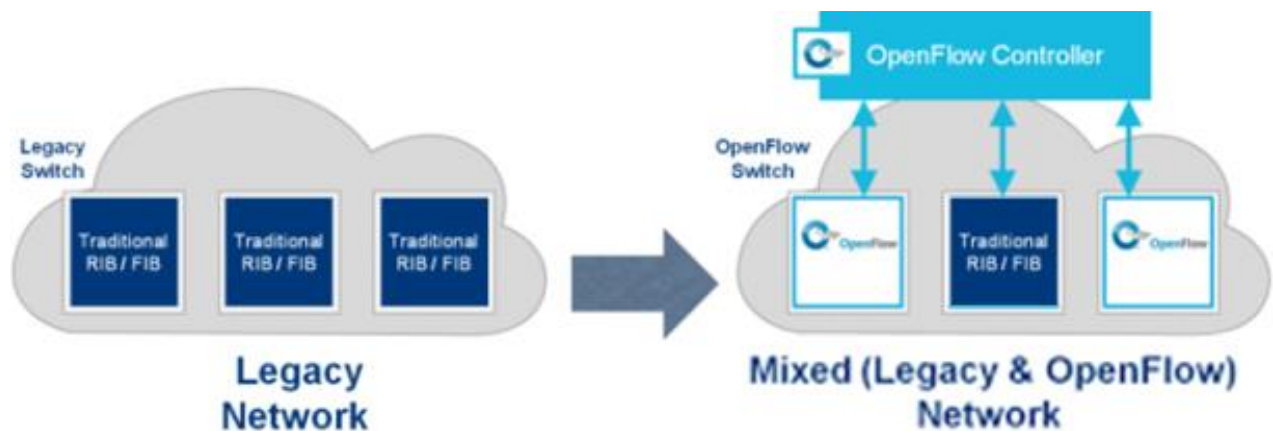 OpenFlow Controller
Legacy
Switch
Traditional
RIB / FIB
Traditional
RIB / FIB
Traditional
RIB / FIB
Legacy
Network
OpenFlow
Switch
OpenFlow
Traditional
RIB / FIB
OpenFlow
Mixed (Legacy & OpenFlow)
Network